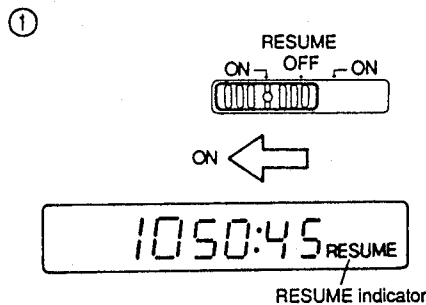 ①
RESUME
ON OFF ON
ON
1050:45 RESUME
RESUME indicator